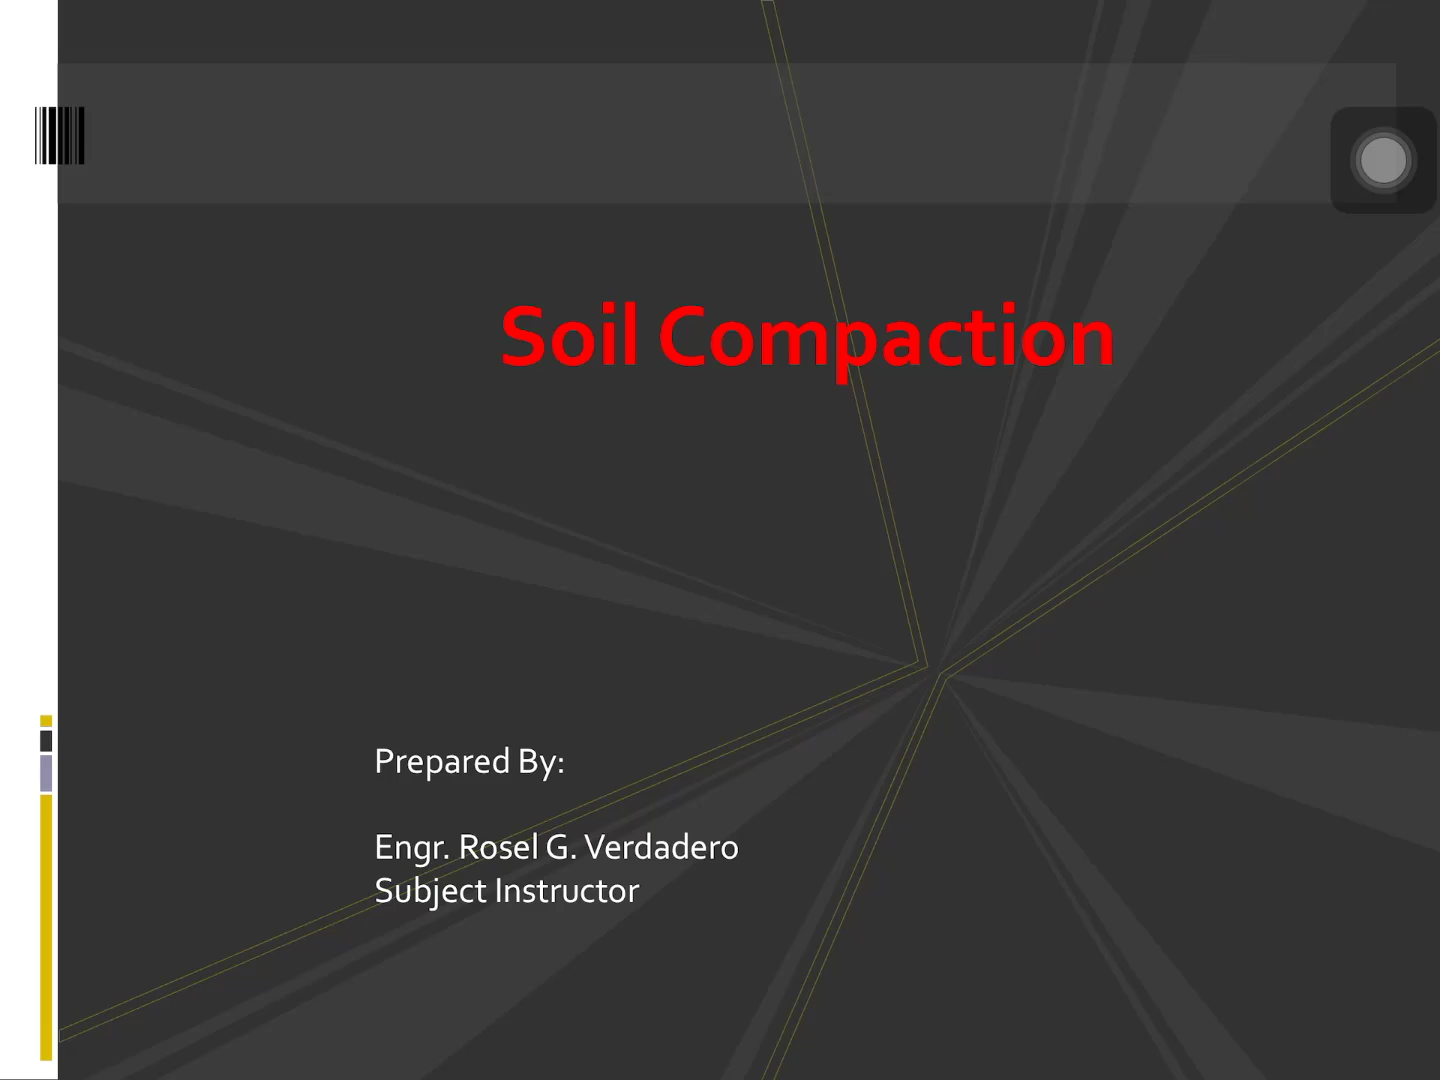 Soil Compaction
Prepared By:
Engr. Rosel G. Verdadero
Subject Instructor